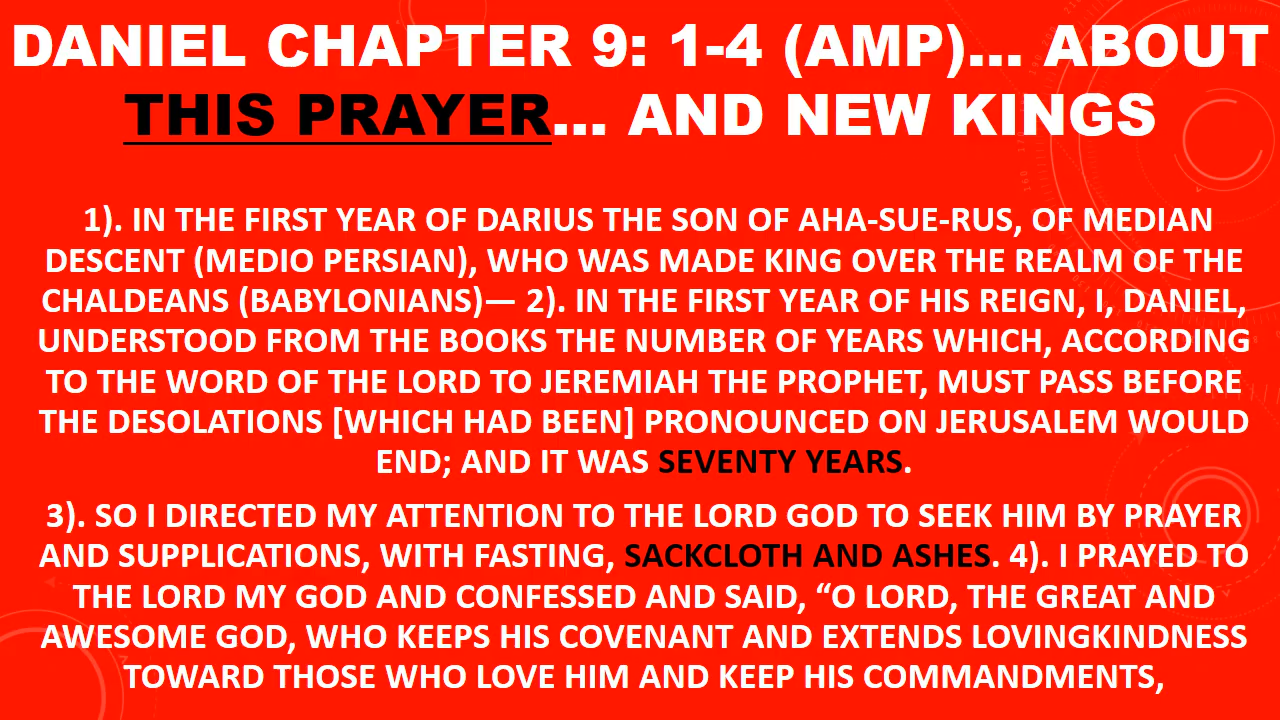 DANIEL CHAPTER 9: 1-4 (AMP)... ABOUT
THIS PRAYER... AND NEW KINGS
1). IN THE FIRST YEAR OF DARIUS THE SON OF AHA-SUE-RUS, OF MEDIAN
DESCENT (MEDIO PERSIAN), WHO WAS MADE KING OVER THE REALM OF THE
CHALDEANS (BABYLONIANS)— 2). IN THE FIRST YEAR OF HIS REIGN, I, DANIEL,
UNDERSTOOD FROM THE BOOKS THE NUMBER OF YEARS WHICH, ACCORDING
TO THE WORD OF THE LORD TO JEREMIAH THE PROPHET, MUST PASS BEFORE
THE DESOLATIONS [WHICH HAD BEEN] PRONOUNCED ON JERUSALEM WOULD
END; AND IT WAS SEVENTY YEARS.
3). SO I DIRECTED MY ATTENTION TO THE LORD GOD TO SEEK HIM BY PRAYER
AND SUPPLICATIONS, WITH FASTING, SACKCLOTH AND ASHES. 4). I PRAYED TO
THE LORD MY GOD AND CONFESSED AND SAID, “O LORD, THE GREAT AND
AWESOME GOD, WHO KEEPS HIS COVENANT AND EXTENDS LOVINGKINDNESS
TOWARD THOSE WHO LOVE HIM AND KEEP HIS COMMANDMENTS,